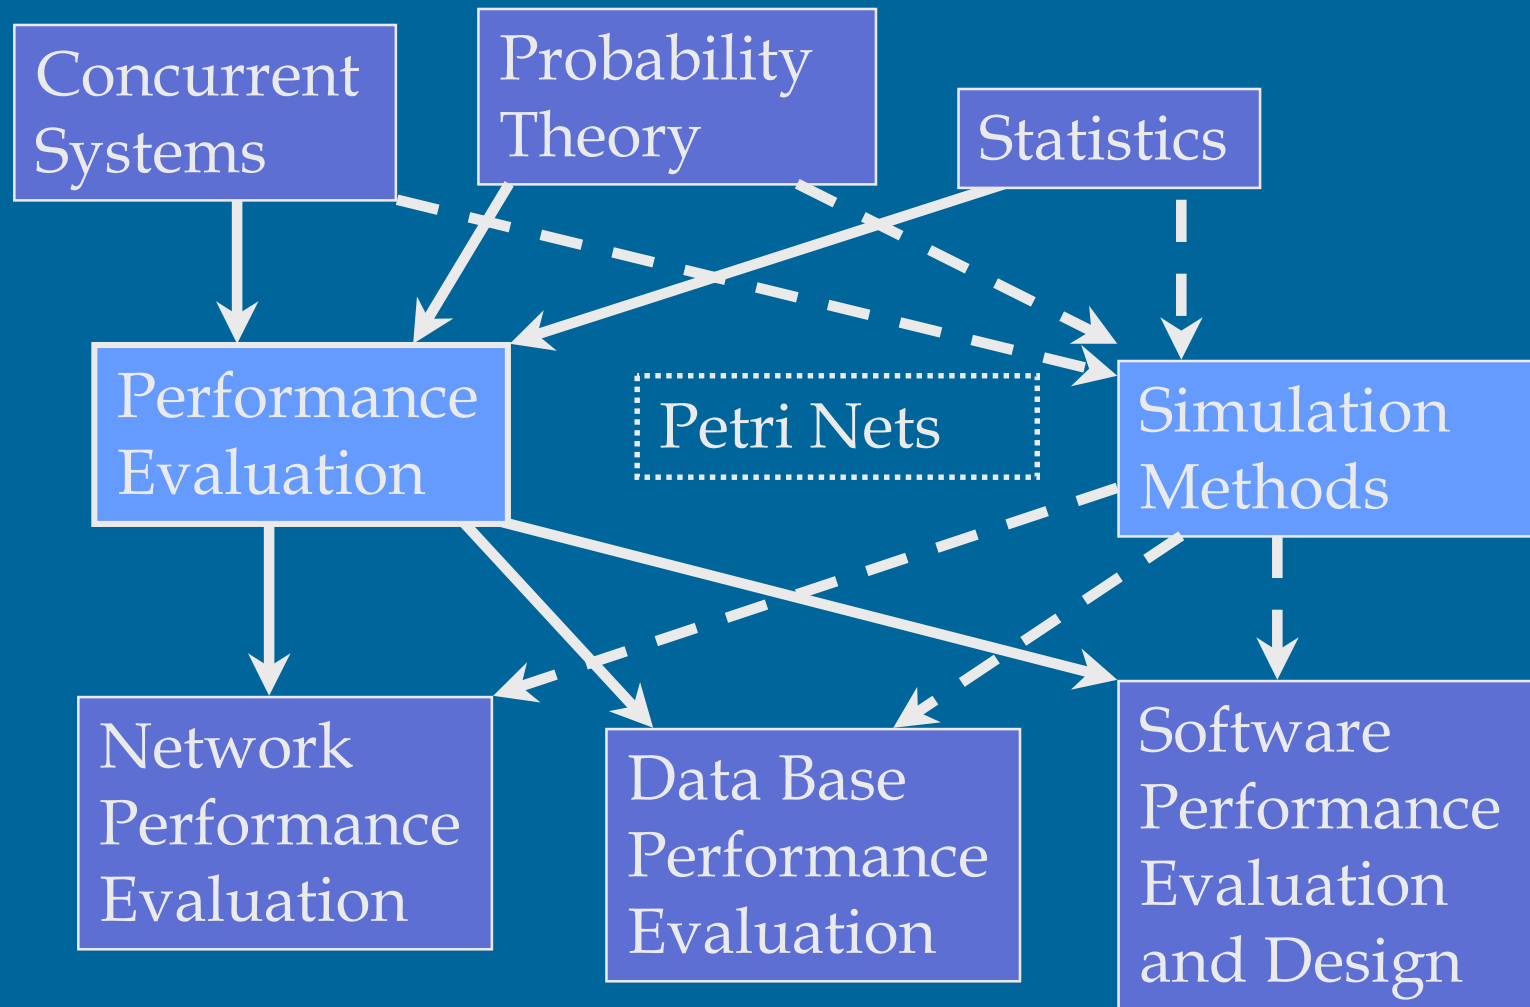 Concurrent
Systems
Probability
Theory
Statistics
Performance
Evaluation
Petri Nets
Simulation
Methods
Network
Performance
Evaluation
Data Base
Performance
Evaluation
Software
Performance
Evaluation
and Design